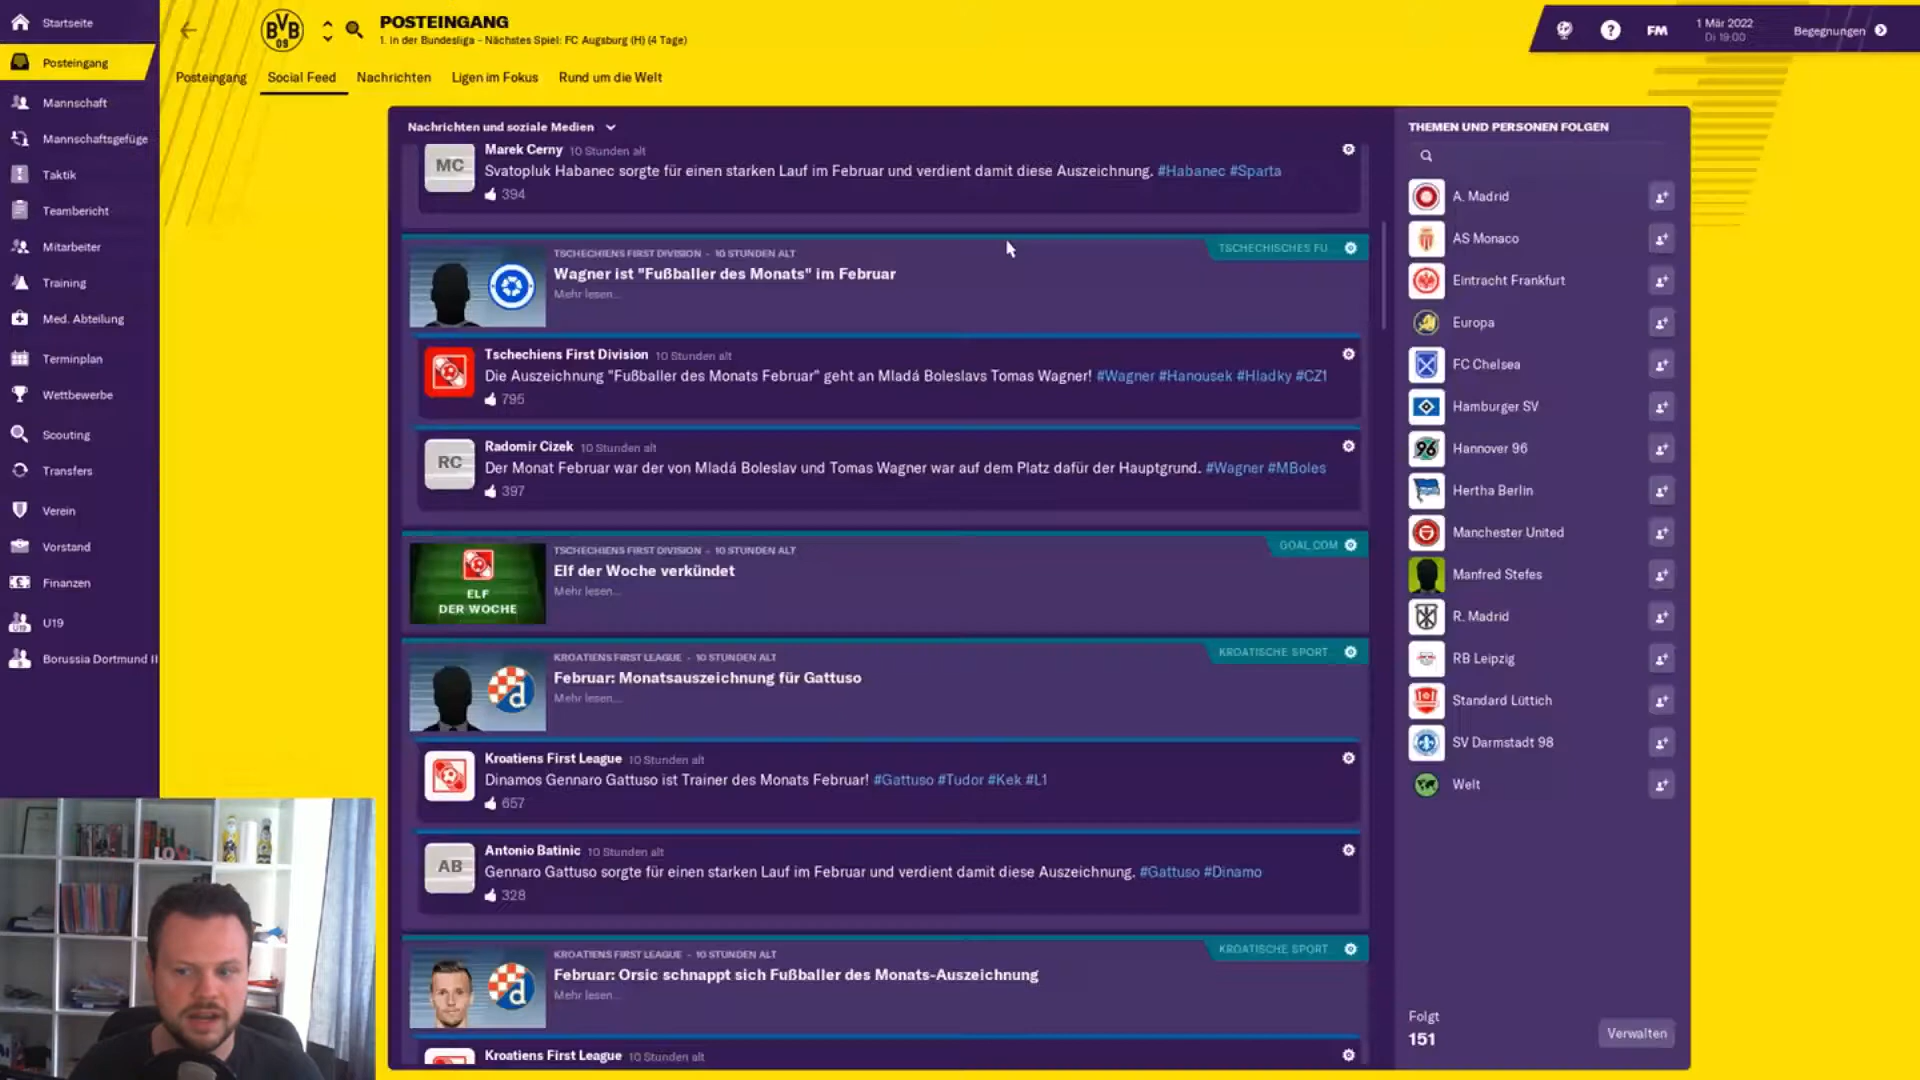 Startseite
Posteingang
Mannschaft
Mannschaftsgefüge
Taktik
Teambericht
Mitarbeiter
Training
Med. Abteilung
Terminplan
Wettbewerbe
Scouting
Transfers
Verein
Vorstand
Finanzen
U19
Borussia Dortmund II
BVB
09
POSTEINGANG
1. in der Bundesliga - Nächstes Spiel: FC Augsburg (H) (4 Tage)
FM
1 Mär 2022
Di 19:00
Begegnungen
Posteingang
Social Feed
Nachrichten
Ligen im Fokus
Rund um die Welt
Nachrichten und soziale Medien
MC
Marek Cerny 10 Stunden alt
Svatopluk Habanec sorgte für einen starken Lauf im Februar und verdient damit diese Auszeichnung. #Habanec #Sparta
394
TSCHECHIENS FIRST DIVISION - 10 STUNDEN ALT
TSCHECHISCHES FU
Wagner ist "Fußballer des Monats" im Februar
Mehr lesen...
Tschechiens First Division 10 Stunden alt
Die Auszeichnung "Fußballer des Monats Februar" geht an Mladá Boleslavs Tomas Wagner! #Wagner #Hanousek #Hladky #CZ1
795
RC
Radomir Cizek 10 Stunden alt
Der Monat Februar war der von Mladá Boleslav und Tomas Wagner war auf dem Platz dafür der Hauptgrund. #Wagner #MBoles
397
TSCHECHIENS FIRST DIVISION - 10 STUNDEN ALT
GOAL.COM
Elf der Woche verkündet
Mehr lesen...
ELF
DER WOCHE
KROATIENS FIRST LEAGUE - 10 STUNDEN ALT
KROATISCHE SPORT
Februar: Monatsauszeichnung für Gattuso
Mehr lesen...
Kroatiens First League 10 Stunden alt
Dinamos Gennaro Gattuso ist Trainer des Monats Februar! #Gattuso #Tudor #Kek #L1
657
AB
Antonio Batinic 10 Stunden alt
Gennaro Gattuso sorgte für einen starken Lauf im Februar und verdient damit diese Auszeichnung. #Gattuso #Dinamo
328
KROATIENS FIRST LEAGUE - 10 STUNDEN ALT
KROATISCHE SPORT
Februar: Orsic schnappt sich Fußballer des Monats-Auszeichnung
Mehr lesen...
Kroatiens First League 10 Stunden alt
THEMEN UND PERSONEN FOLGEN
A. Madrid
AS Monaco
Eintracht Frankfurt
Europa
FC Chelsea
Hamburger SV
Hannover 96
Hertha Berlin
Manchester United
Manfred Stefes
R. Madrid
RB Leipzig
Standard Lüttich
SV Darmstadt 98
Welt
Folgt
151
Verwalten